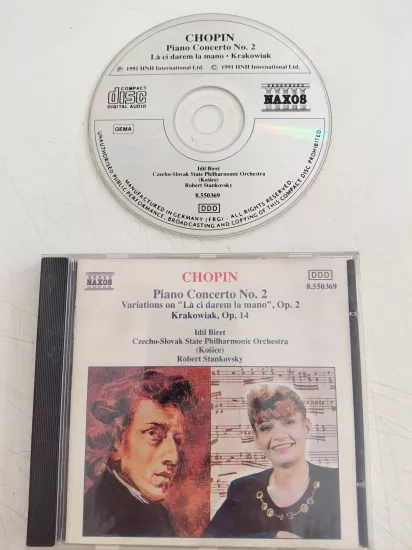 CHOPIN
Piano Concerto No. 2
Là ci darem la mano • Krakowiak
℗ 1991 HNH International Ltd. © 1991 HNH International Ltd.
COMPACT
disc
DIGITAL AUDIO
NAXOS
GEMA
Idil Biret
Czecho-Slovak State Philharmonic Orchestra
(Košice)
Robert Stankovsky
8.550369
DDD
MANUFACTURED IN GERMANY (FRG) - ALL RIGHTS RESERVED.
UNAUTHORISED PUBLIC PERFORMANCE, BROADCASTING AND COPYING OF THIS COMPACT DISC PROHIBITED
NAXOS
CHOPIN
DDD
8.550369
Piano Concerto No. 2
Variations on "Là ci darem la mano", Op. 2
Krakowiak, Op. 14
Idil Biret
Czecho-Slovak State Philharmonic Orchestra
(Košice)
Robert Stankovsky